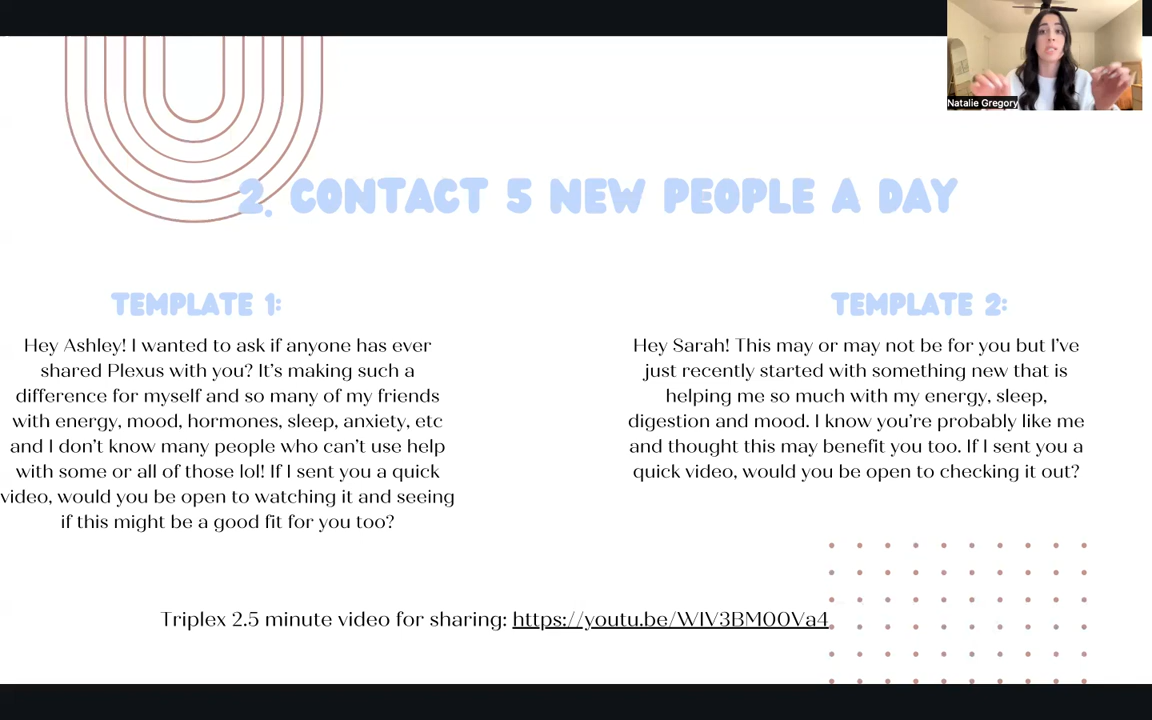 Natalie Gregory
2. CONTACT 5 NEW PEOPLE A DAY
TEMPLATE 1:
Hey Ashley! I wanted to ask if anyone has ever
shared Plexus with you? It's making such a
difference for myself and so many of my friends
with energy, mood, hormones, sleep, anxiety, etc
and I don't know many people who can't use help
with some or all of those lol! If I sent you a quick
video, would you be open to watching it and seeing
if this might be a good fit for you too?
TEMPLATE 2:
Hey Sarah! This may or may not be for you but I've
just recently started with something new that is
helping me so much with my energy, sleep,
digestion and mood. I know you're probably like me
and thought this may benefit you too. If I sent you a
quick video, would you be open to checking it out?
Triplex 2.5 minute video for sharing: https://youtu.be/WIV3BM00Va4